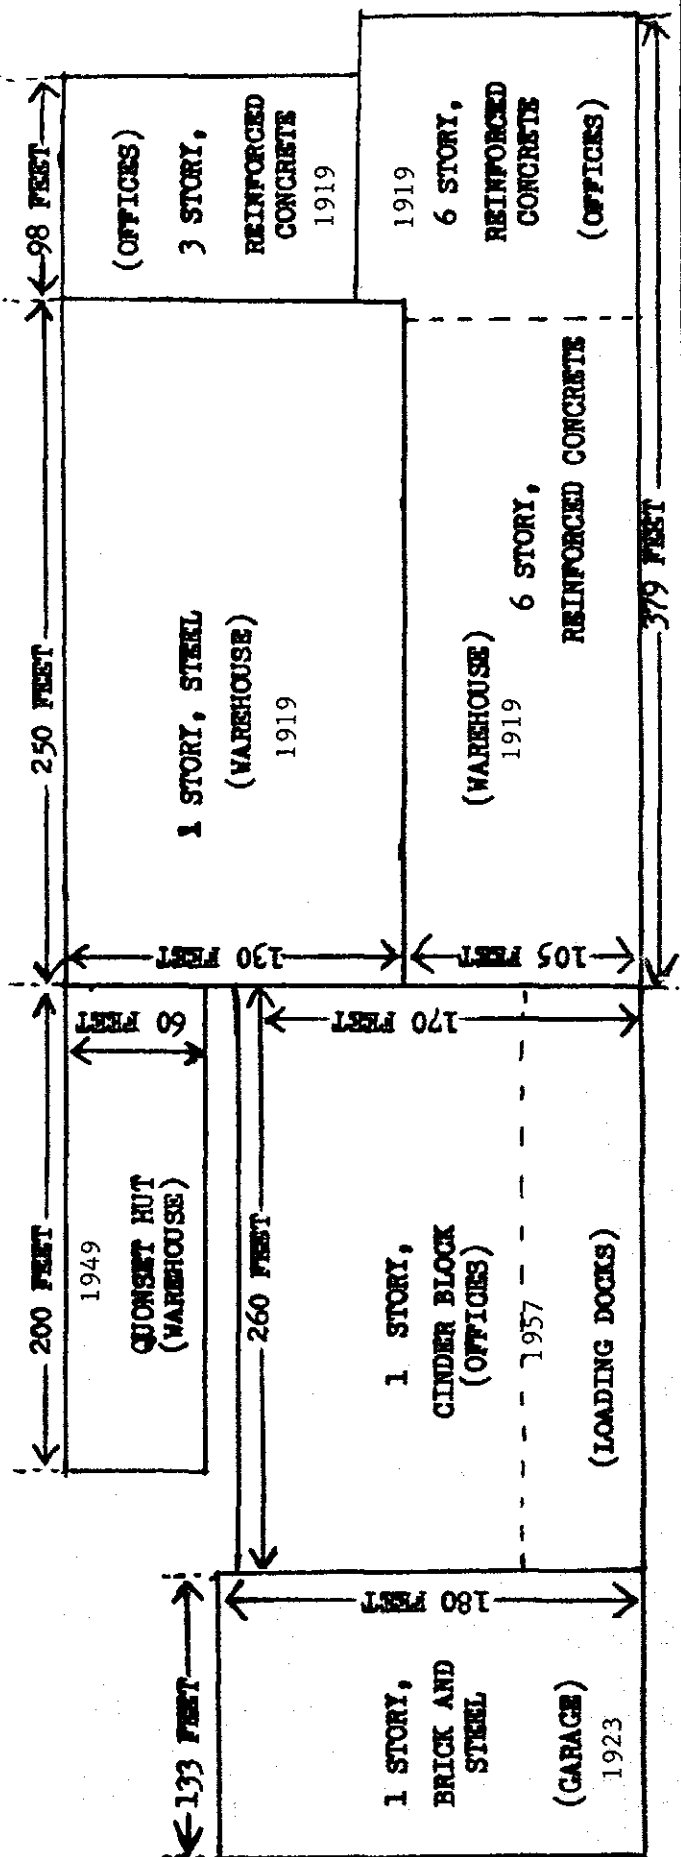 133 FEET
180 FEET
1 STORY,
BRICK AND
STEEL
(GARAGE)
1923
200 FEET
60 FEET
1949
QUONSET HUT
(WAREHOUSE)
260 FEET
170 FEET
1 STORY,
CINDER BLOCK
(OFFICES)
1957
(LOADING DOCKS)
250 FEET
130 FEET
1 STORY, STEEL
(WAREHOUSE)
1919
105 FEET
(WAREHOUSE)
1919
6 STORY,
REINFORCED CONCRETE
379 FEET
98 FEET
(OFFICES)
3 STORY,
REINFORCED
CONCRETE
1919
1919
6 STORY,
REINFORCED
CONCRETE
(OFFICES)